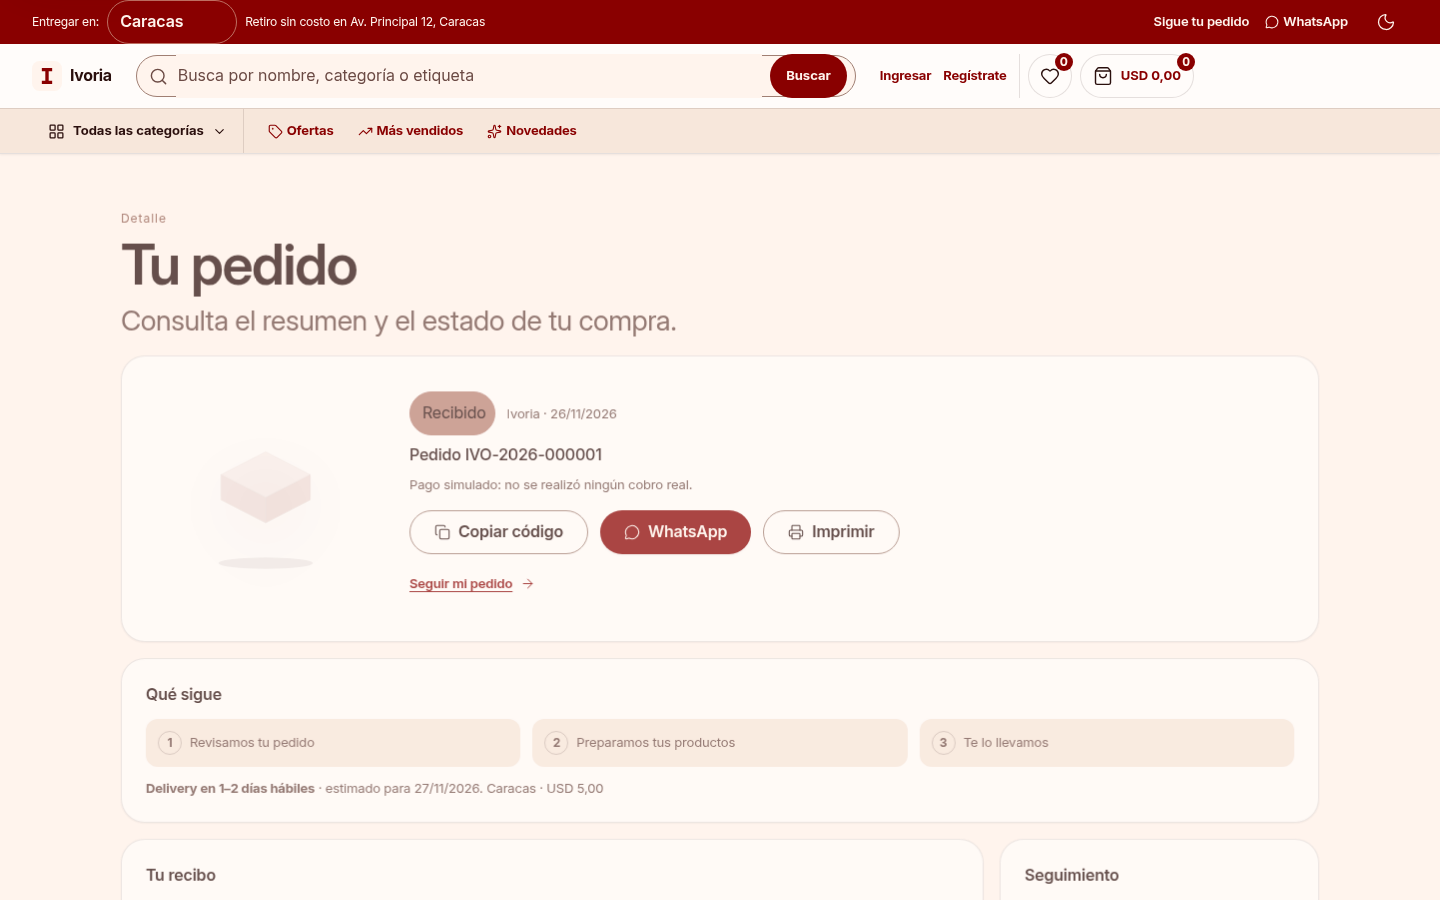 Entregar en: Caracas Retiro sin costo en Av. Principal 12, Caracas Sigue tu pedido WhatsApp
I Ivoria Busca por nombre, categoría o etiqueta Buscar Ingresar Regístrate 0 USD 0,00 0
Todas las categorías Ofertas Más vendidos Novedades
Detalle
Tu pedido
Consulta el resumen y el estado de tu compra.
Recibido Ivoria · 26/11/2026
Pedido IVO-2026-000001
Pago simulado: no se realizó ningún cobro real.
Copiar código WhatsApp Imprimir
Seguir mi pedido
Qué sigue
1 Revisamos tu pedido 2 Preparamos tus productos 3 Te lo llevamos
Delivery en 1–2 días hábiles · estimado para 27/11/2026. Caracas · USD 5,00
Tu recibo Seguimiento